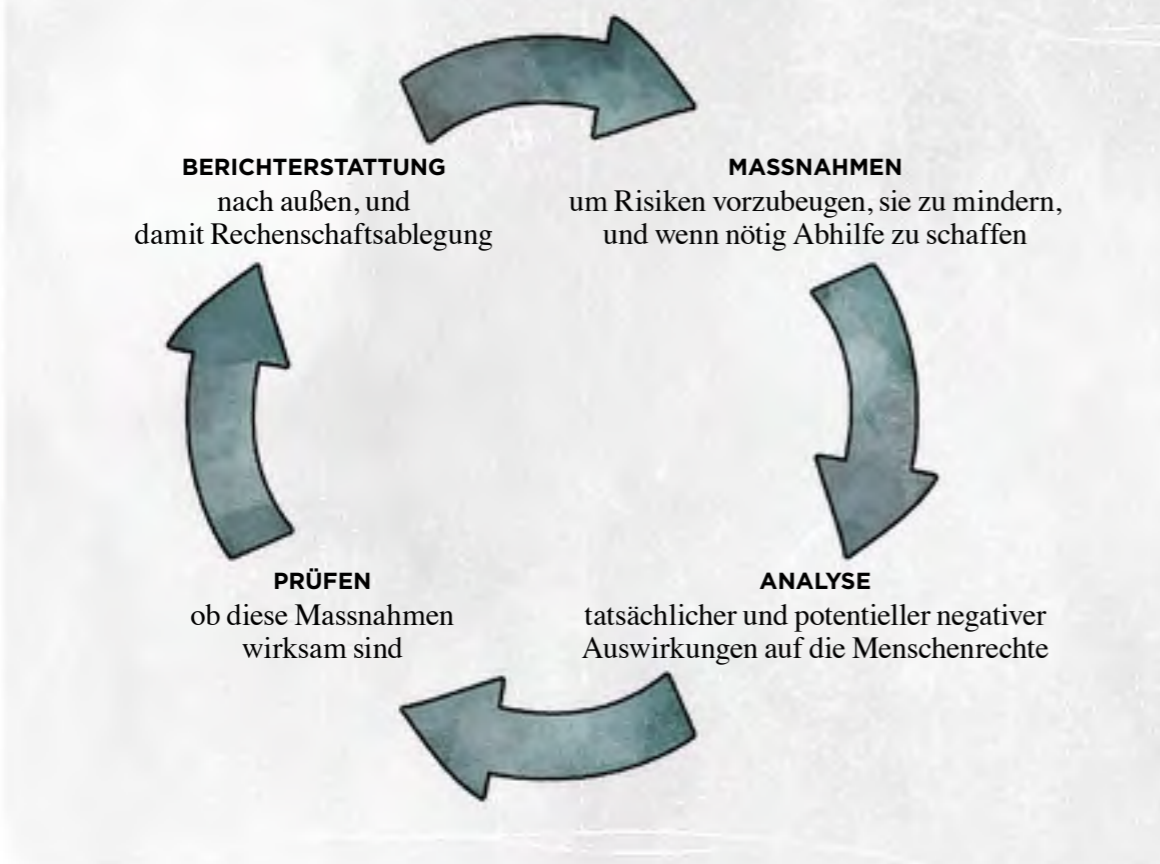 BERICHTERSTATTUNG
nach außen, und
damit Rechenschaftsablegung
MASSNAHMEN
um Risiken vorzubeugen, sie zu mindern,
und wenn nötig Abhilfe zu schaffen
PRÜFEN
ob diese Massnahmen
wirksam sind
ANALYSE
tatsächlicher und potentieller negativer
Auswirkungen auf die Menschenrechte